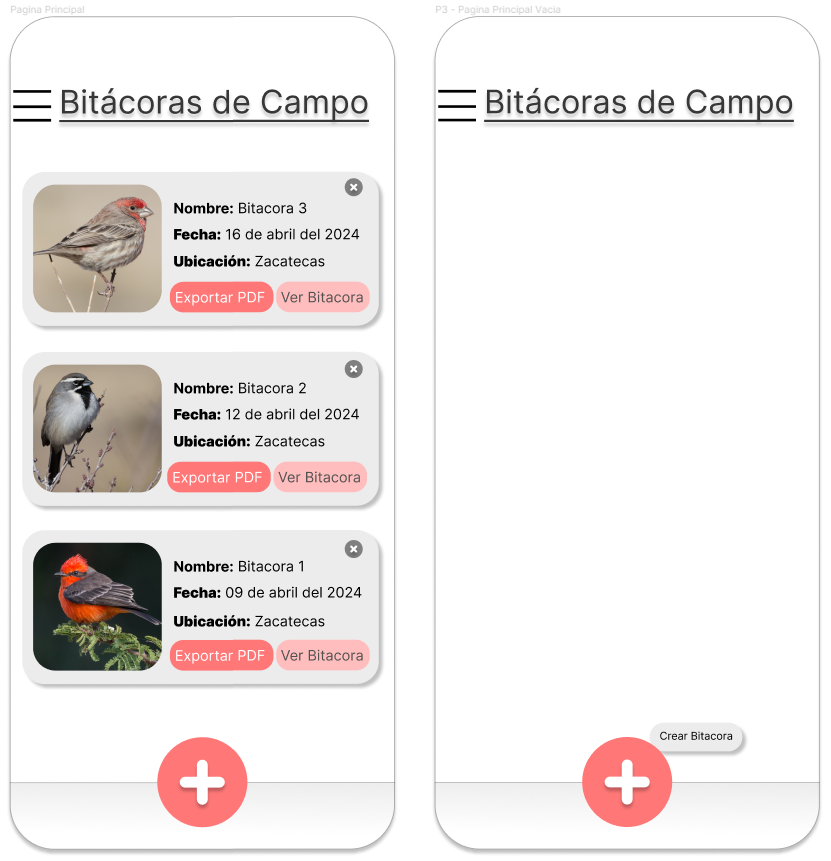 Pagina Principal
Bitácoras de Campo
Nombre: Bitacora 3
Fecha: 16 de abril del 2024
Ubicación: Zacatecas
Exportar PDF
Ver Bitacora
Nombre: Bitacora 2
Fecha: 12 de abril del 2024
Ubicación: Zacatecas
Exportar PDF
Ver Bitacora
Nombre: Bitacora 1
Fecha: 09 de abril del 2024
Ubicación: Zacatecas
Exportar PDF
Ver Bitacora
P3 - Pagina Principal Vacia
Bitácoras de Campo
Crear Bitacora